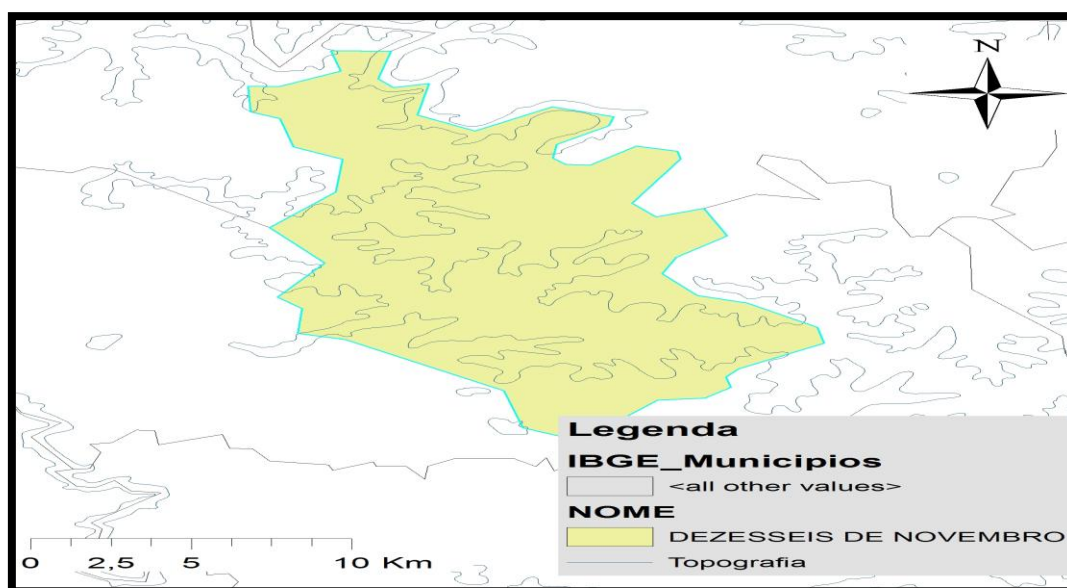 N
Legenda
IBGE_Municipios
<all other values>
NOME
DEZESSEIS DE NOVEMBRO
Topografia
0 2,5 5 10 Km